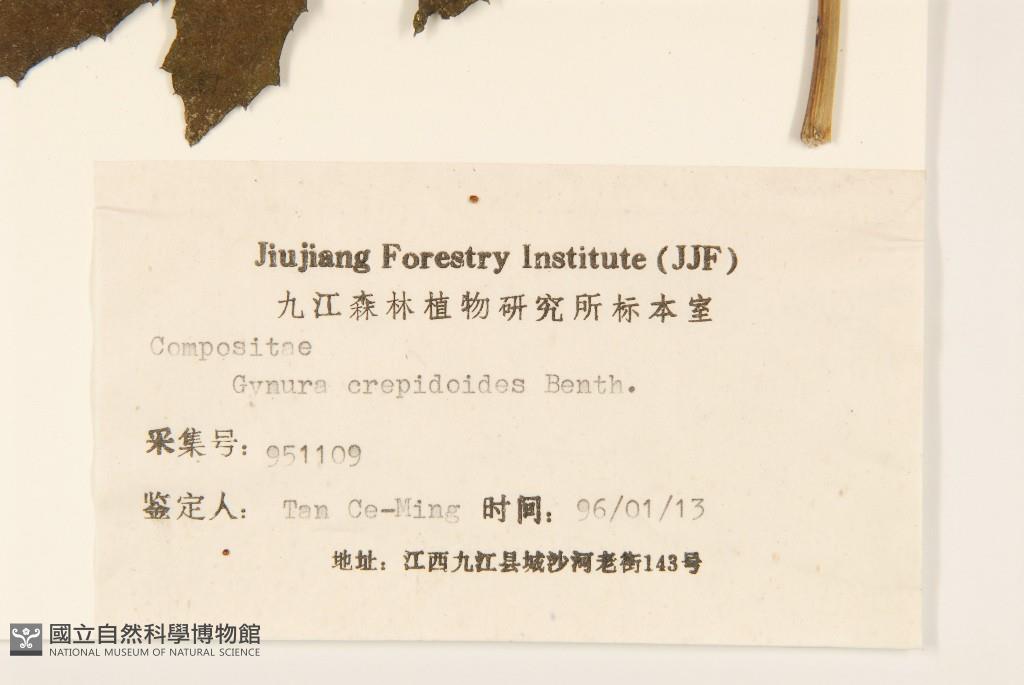 Jiujiang Forestry Institute (JJF)
九江森林植物研究所标本室
Compositae
Gynura crepidoides Benth.
采集号: 951109
鉴定人: Tan Ce-Ming 时间: 96/01/13
地址: 江西九江县城沙河老街143号
國立自然科學博物館
NATIONAL MUSEUM OF NATURAL SCIENCE